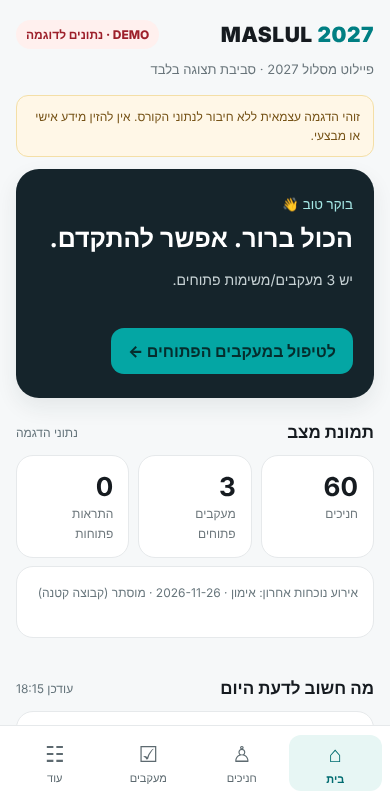 MASLUL 2027
DEMO · נתונים לדוגמה
פיילוט מסלול 2027 · סביבת תצוגה בלבד
זוהי הדגמה עצמאית ללא חיבור לנתוני הקורס. אין להזין מידע אישי
או מבצעי.
בוקר טוב 👋
הכול ברור. אפשר להתקדם.
יש 3 מעקבים/משימות פתוחים.
לטיפול במעקבים הפתוחים ←
תמונת מצב
נתוני הדגמה
60
חניכים
3
מעקבים
פתוחים
0
התראות
פתוחות
אירוע נוכחות אחרון: אימון · 2026-11-26 · מוסתר (קבוצה קטנה)
מה חשוב לדעת היום
עודכן 18:15
בית
חניכים
מעקבים
עוד